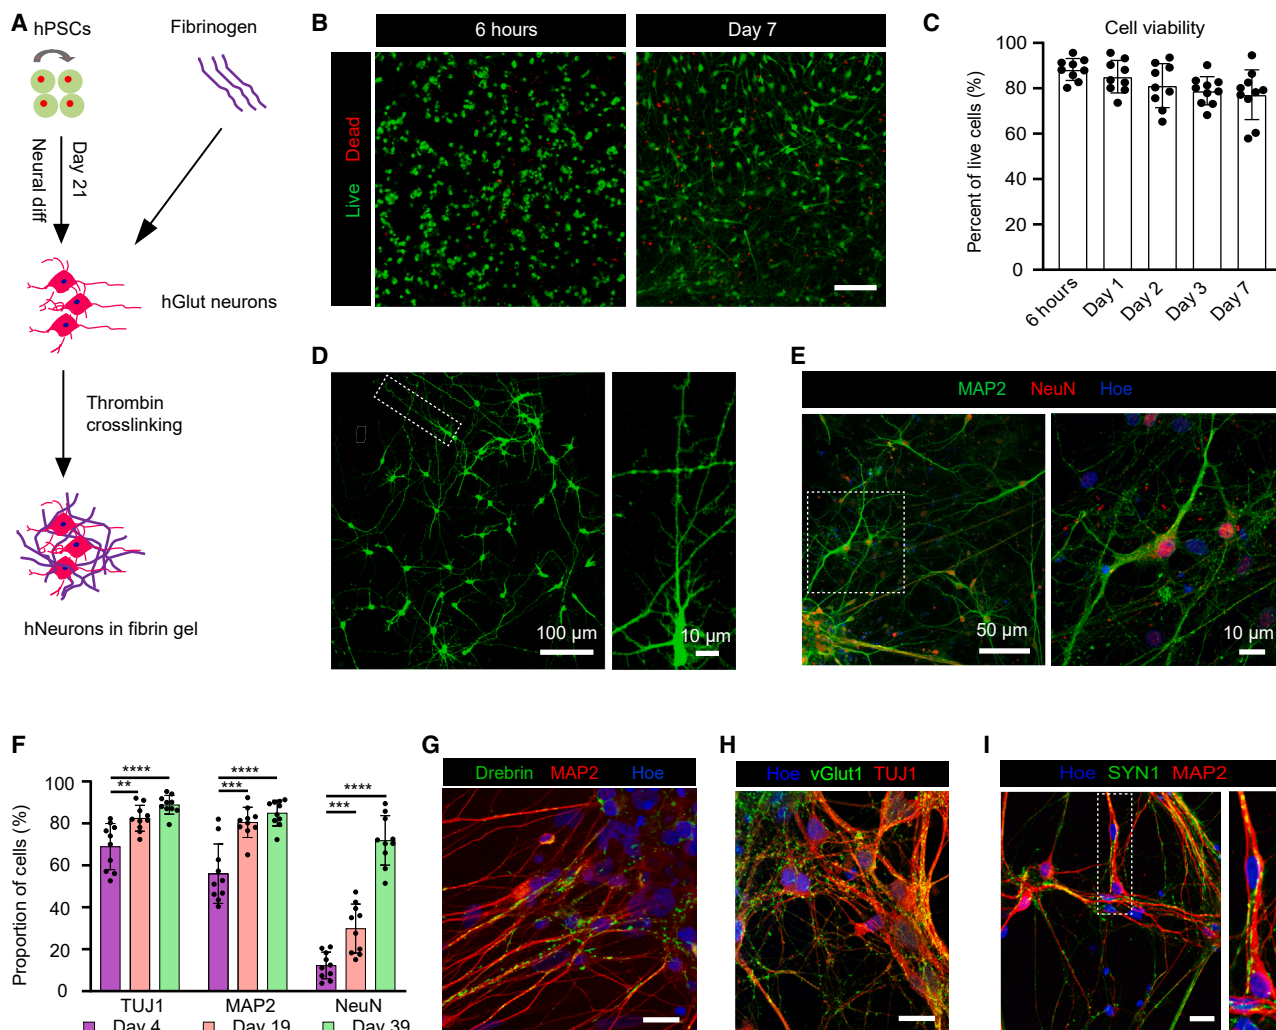 A
hPSCs
Fibrinogen
Day 21
Neural diff
hGlut neurons
Thrombin
crosslinking
hNeurons in fibrin gel
B
6 hours
Day 7
Live Dead
C
Cell viability
Percent of live cells (%)
100
80
60
40
20
0
6 hours
Day 1
Day 2
Day 3
Day 7
D
100 μm
10 μm
E
MAP2 NeuN Hoe
50 μm
10 μm
F
Proportion of cells (%)
100
80
60
40
20
0
****
**
****
***
****
***
TUJ1
MAP2
NeuN
Day 4
Day 19
Day 39
G
Drebrin MAP2 Hoe
H
Hoe vGlut1 TUJ1
I
Hoe SYN1 MAP2